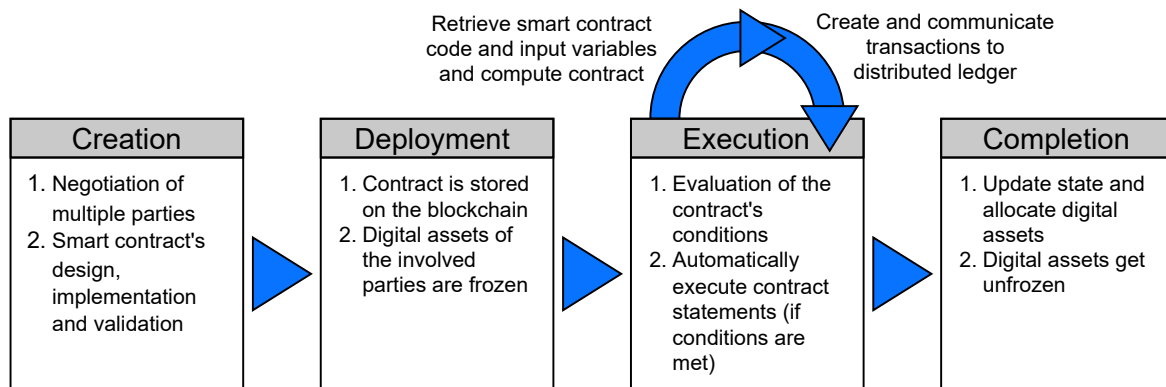 Retrieve smart contract
code and input variables
and compute contract
Create and communicate
transactions to
distributed ledger
Creation
1. Negotiation of
multiple parties
2. Smart contract's
design,
implementation
and validation
Deployment
1. Contract is stored
on the blockchain
2. Digital assets of
the involved
parties are frozen
Execution
1. Evaluation of the
contract's
conditions
2. Automatically
execute contract
statements (if
conditions are
met)
Completion
1. Update state and
allocate digital
assets
2. Digital assets get
unfrozen